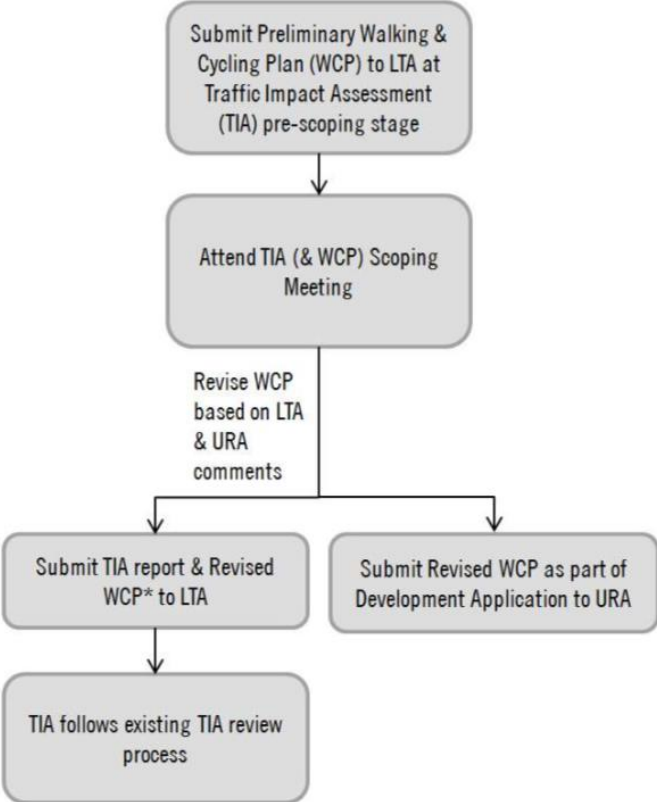 Submit Preliminary Walking &
Cycling Plan (WCP) to LTA at
Traffic Impact Assessment
(TIA) pre-scoping stage
Attend TIA (& WCP) Scoping
Meeting
Revise WCP
based on LTA
& URA
comments
Submit TIA report & Revised
WCP* to LTA
Submit Revised WCP as part of
Development Application to URA
TIA follows existing TIA review
process